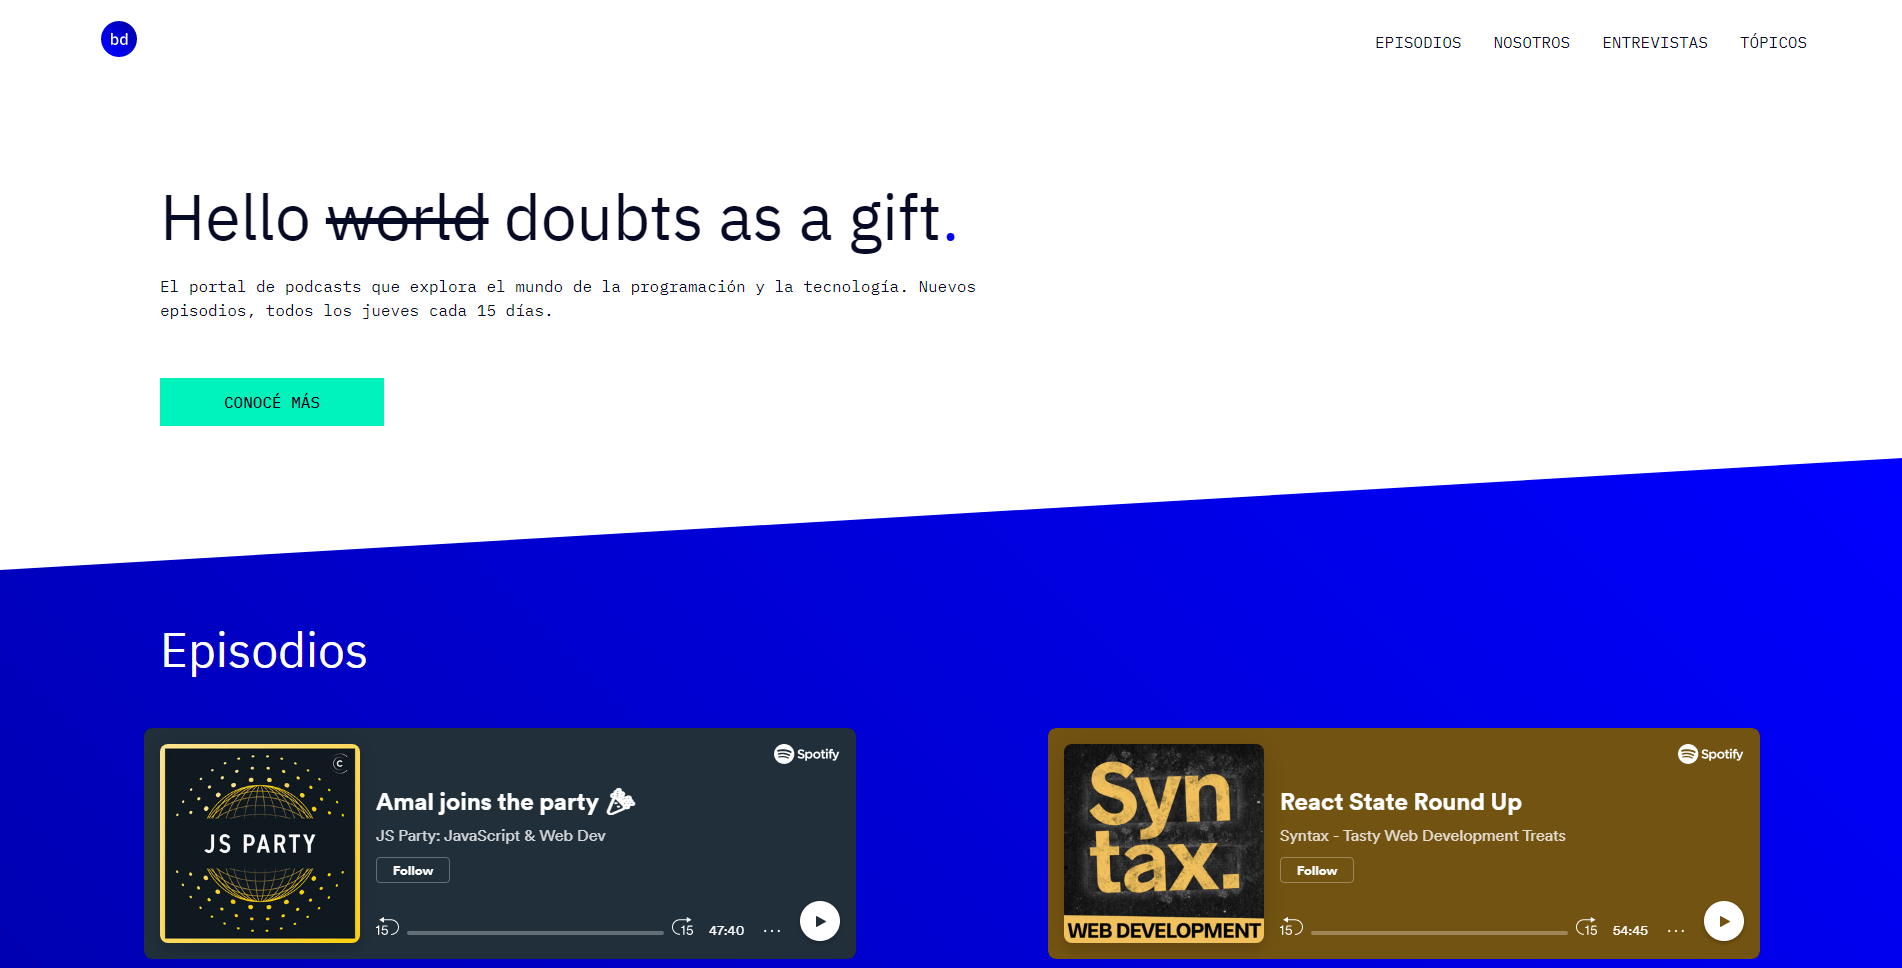 bd
EPISODIOS NOSOTROS ENTREVISTAS TÓPICOS
Hello world doubts as a gift.
El portal de podcasts que explora el mundo de la programación y la tecnología. Nuevos
episodios, todos los jueves cada 15 días.
CONOCÉ MÁS
Episodios
C
JS PARTY
Spotify
Amal joins the party
JS Party: JavaScript & Web Dev
Follow
15 15 47:40 ...
Syn
tax.
WEB DEVELOPMENT
Spotify
React State Round Up
Syntax - Tasty Web Development Treats
Follow
15 15 54:45 ...